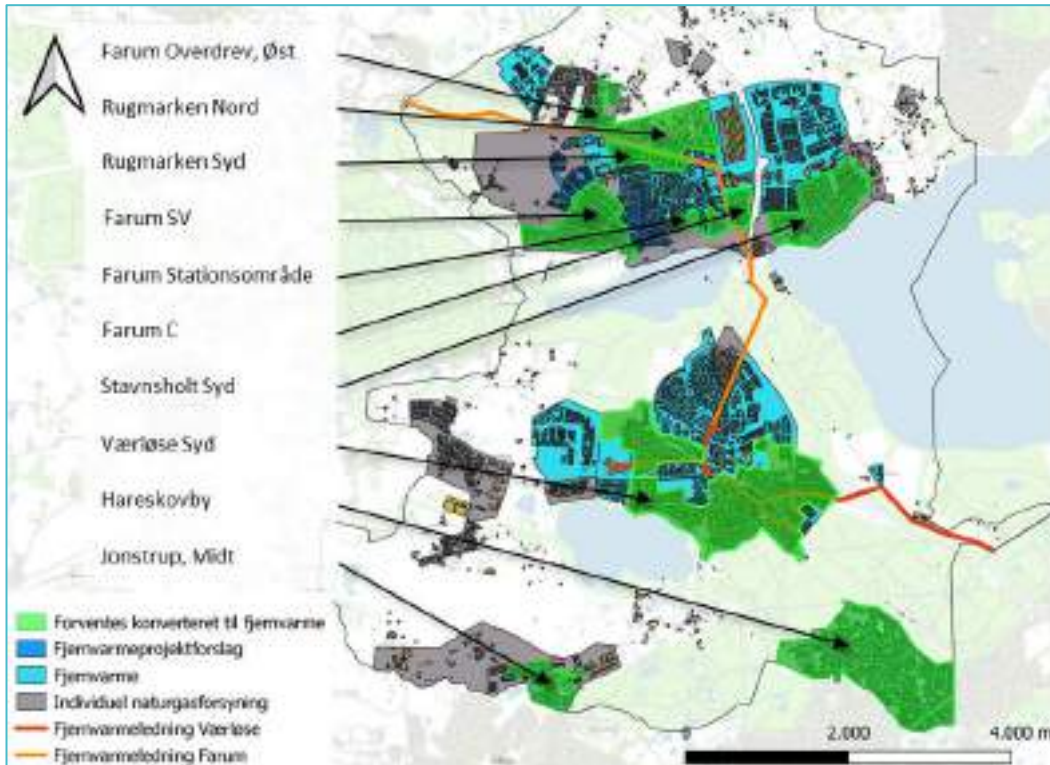 Farum Overdrev, Øst
Rugmarken Nord
Rugmarken Syd
Farum SV
Farum Stationsområde
Farum C
Stavnsholt Syd
Værløse Syd
Hareskovby
Jonstrup, Midt
Forventes konverteret til fjernvarme
Fjernvarmeprojektforslag
Fjernvarme
Individuel naturgasforsyning
Fjernvarmeledning Værløse
Fjernvarmeledning Farum
0 2.000 4.000 m